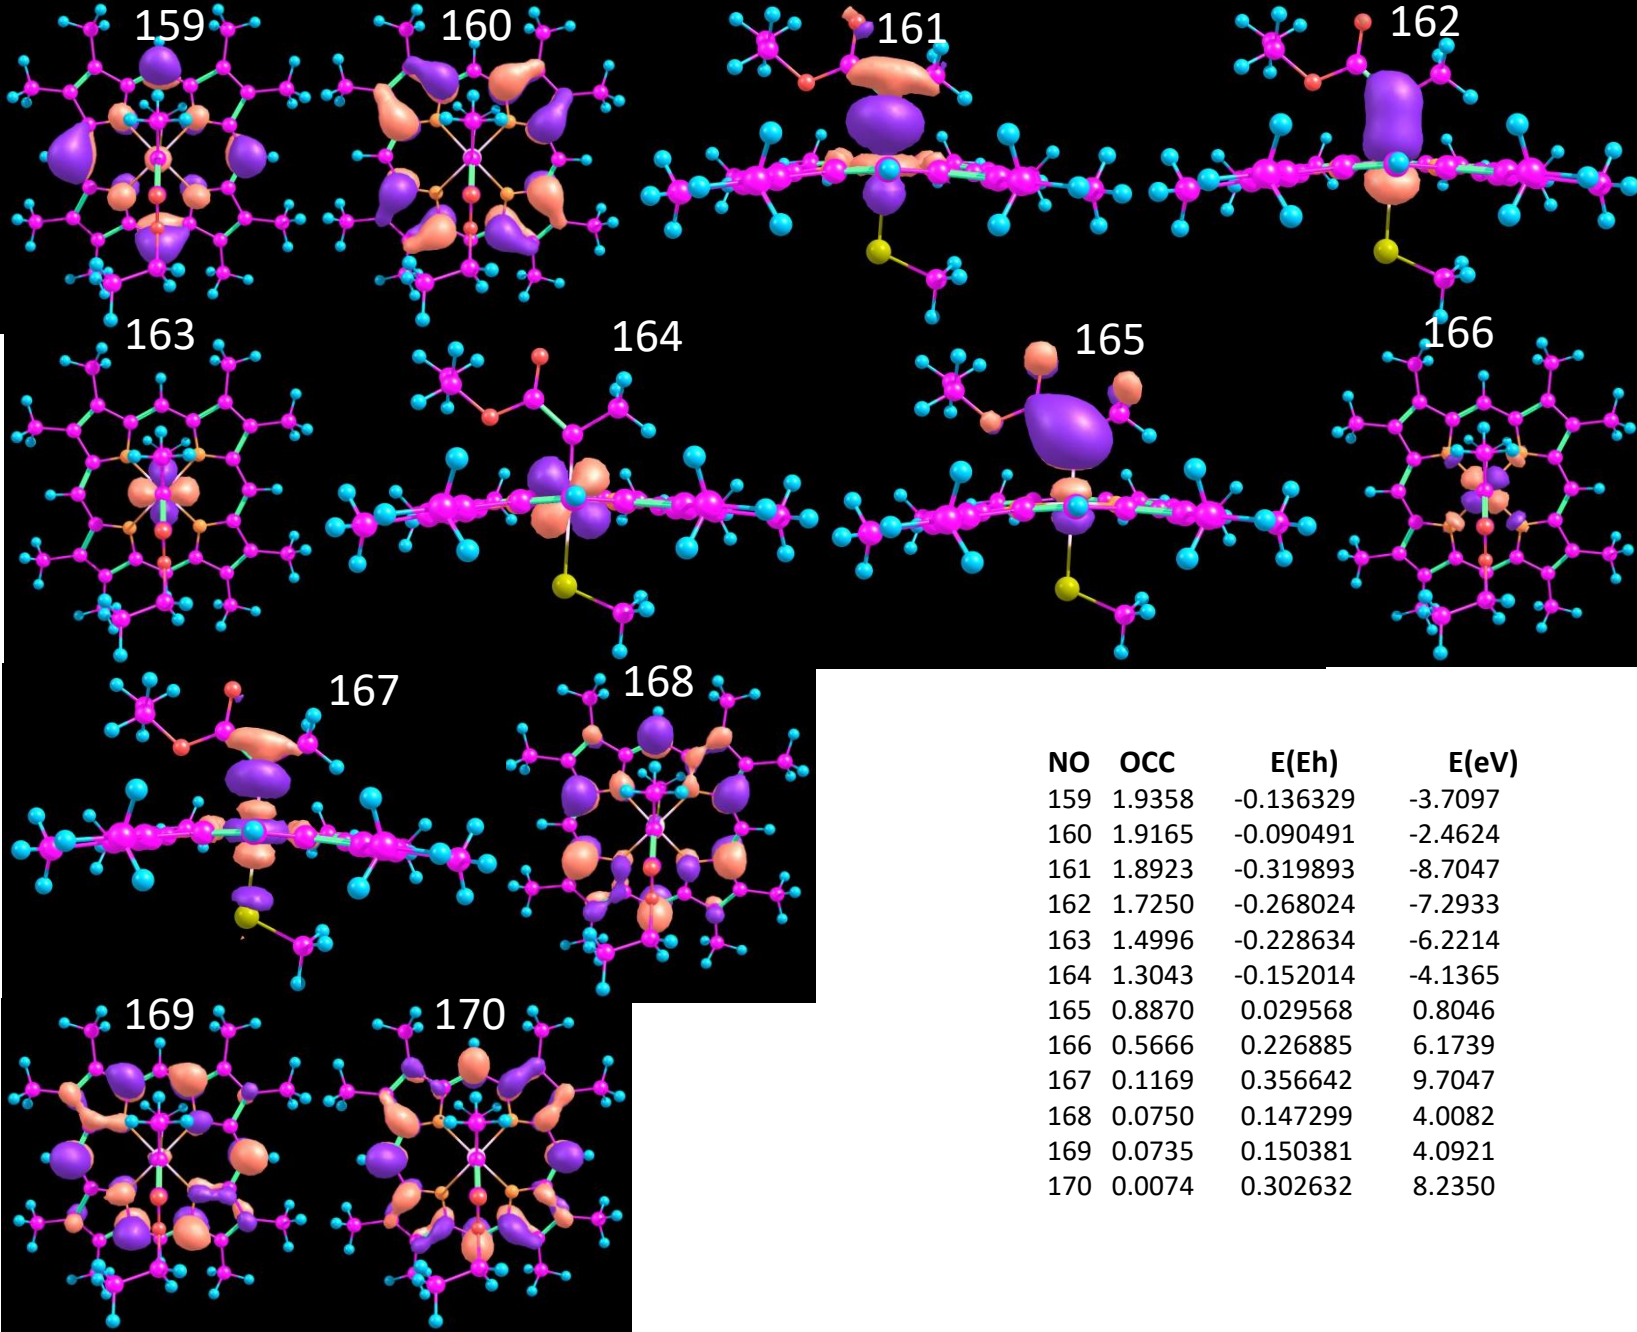 159
160
161
162
163
164
165
166
167
168
169
170
NO OCC E(Eh) E(eV)
159 1.9358 -0.136329 -3.7097
160 1.9165 -0.090491 -2.4624
161 1.8923 -0.319893 -8.7047
162 1.7250 -0.268024 -7.2933
163 1.4996 -0.228634 -6.2214
164 1.3043 -0.152014 -4.1365
165 0.8870 0.029568 0.8046
166 0.5666 0.226885 6.1739
167 0.1169 0.356642 9.7047
168 0.0750 0.147299 4.0082
169 0.0735 0.150381 4.0921
170 0.0074 0.302632 8.2350